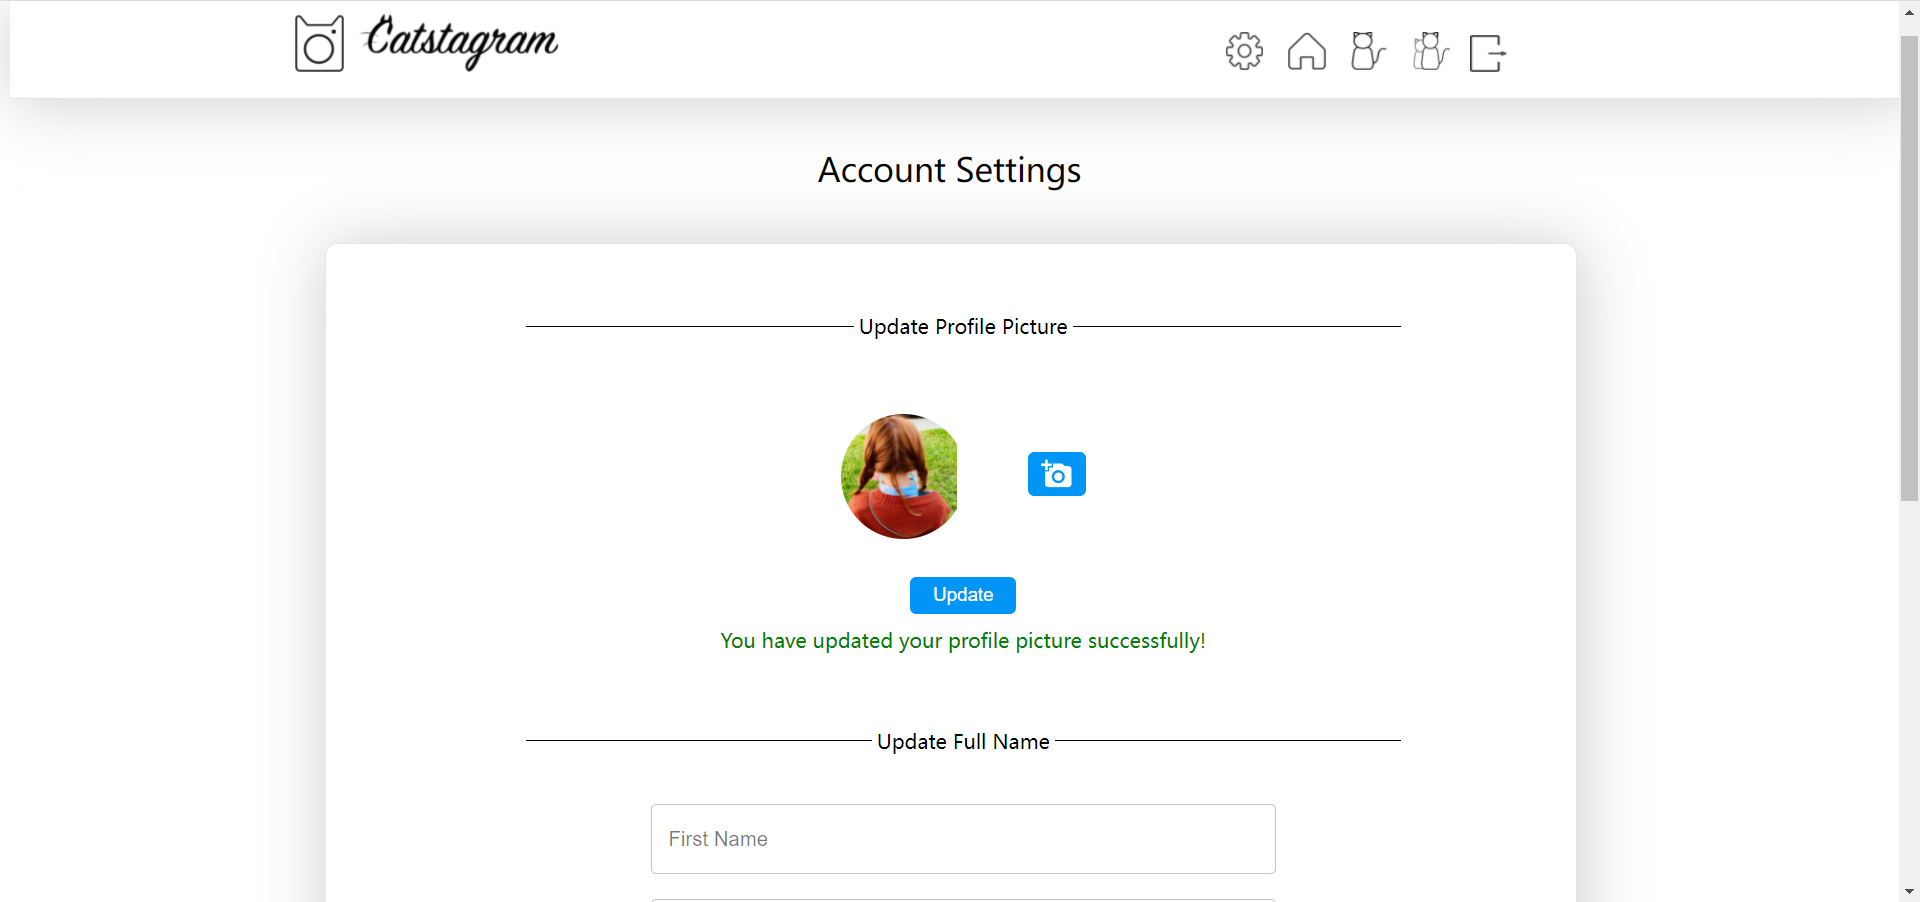 Catstagram
Account Settings
Update Profile Picture
Update
You have updated your profile picture successfully!
Update Full Name
First Name